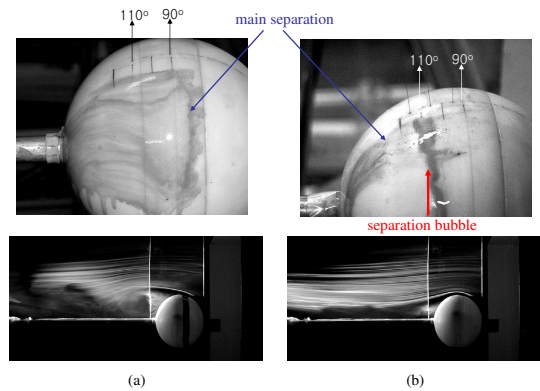 main separation
110° 90°
110° 90°
separation bubble
(a) (b)